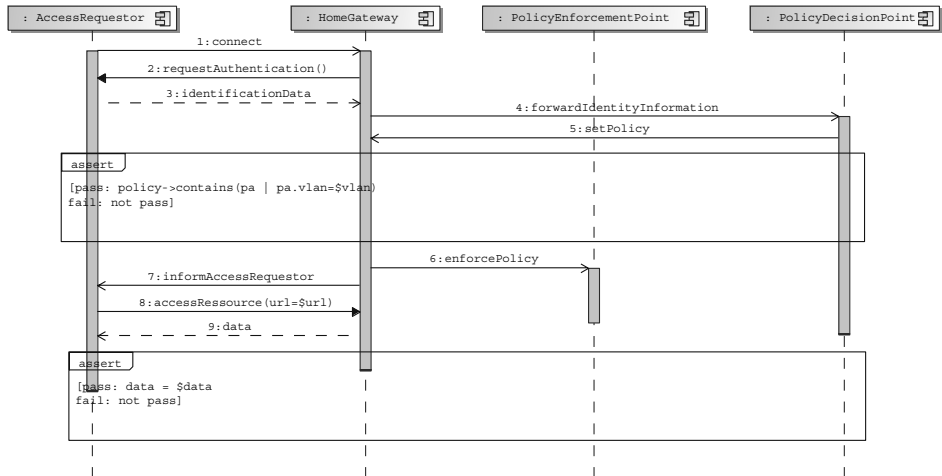 : AccessRequestor
: HomeGateway
: PolicyEnforcementPoint
: PolicyDecisionPoint
1:connect
2:requestAuthentication()
3:identificationData
4:forwardIdentityInformation
5:setPolicy
assert
[pass: policy->contains(pa | pa.vlan=$vlan)
fail: not pass]
6:enforcePolicy
7:informAccessRequestor
8:accessRessource(url=$url)
9:data
assert
[pass: data = $data
fail: not pass]